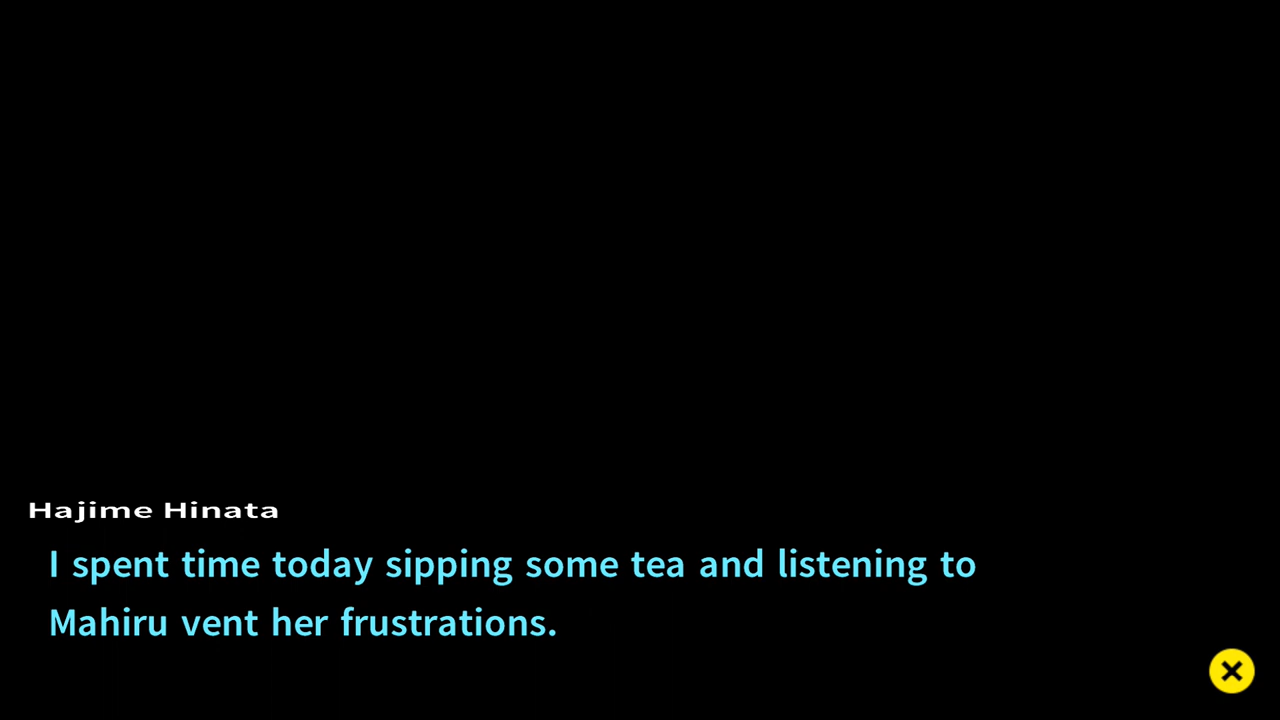 Hajime Hinata
I spent time today sipping some tea and listening to
Mahiru vent her frustrations.